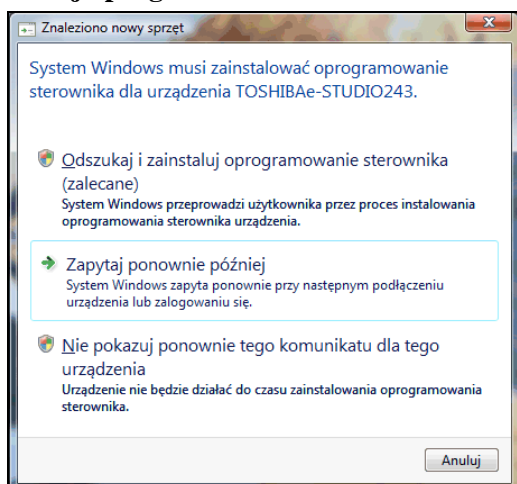 Znaleziono nowy sprzęt
System Windows musi zainstalować oprogramowanie
sterownika dla urządzenia TOSHIBAe-STUDIO243.
Odszukaj i zainstaluj oprogramowanie sterownika
(zalecane)
System Windows przeprowadzi użytkownika przez proces instalowania
oprogramowania sterownika urządzenia.
Zapytaj ponownie później
System Windows zapyta ponownie przy następnym podłączeniu
urządzenia lub zalogowaniu się.
Nie pokazuj ponownie tego komunikatu dla tego
urządzenia
Urządzenie nie będzie działać do czasu zainstalowania oprogramowania
sterownika.
Anuluj